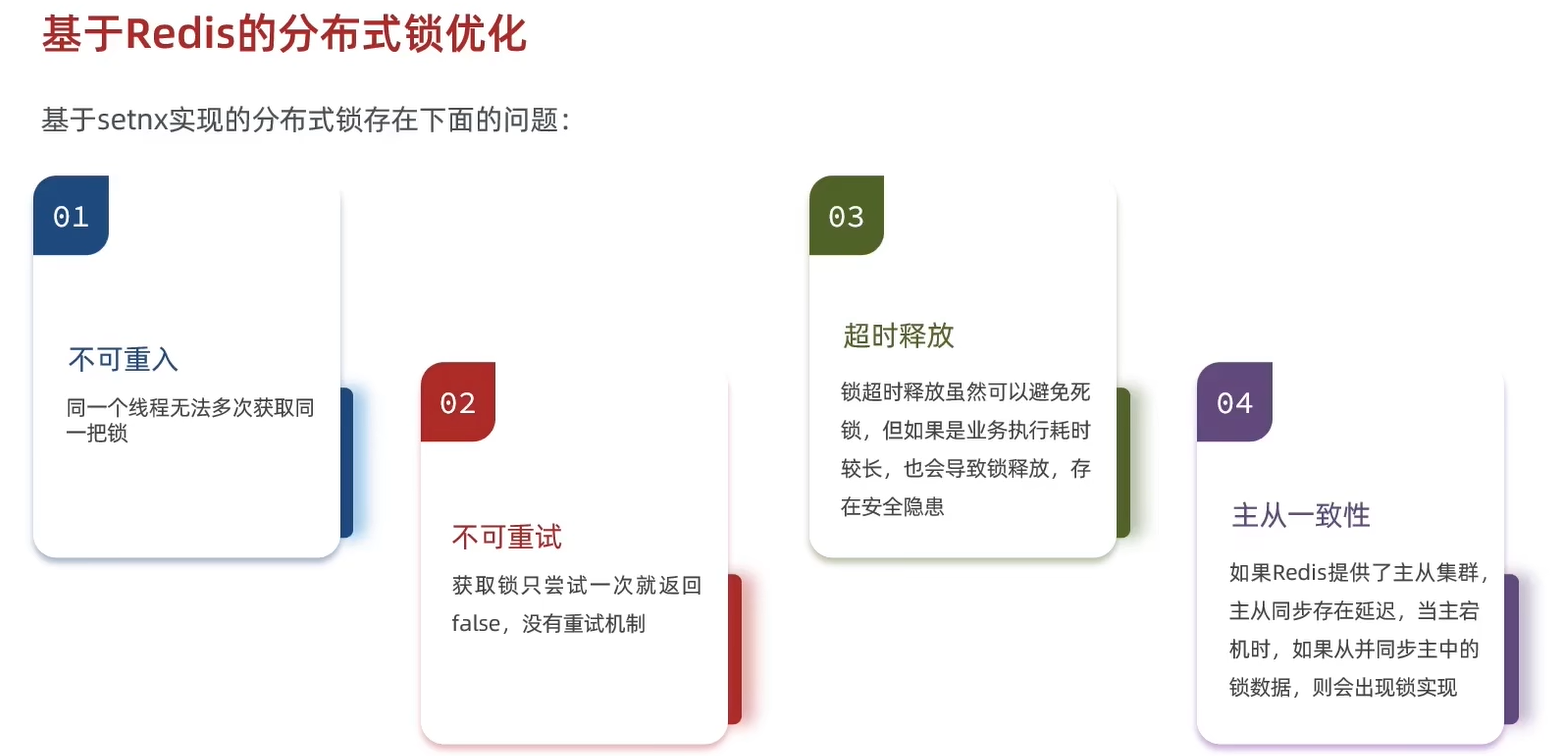 基于Redis的分布式锁优化
基于setnx实现的分布式锁存在下面的问题：
01
不可重入
同一个线程无法多次获取同
一把锁
02
不可重试
获取锁只尝试一次就返回
false，没有重试机制
03
超时释放
锁超时释放虽然可以避免死
锁，但如果是业务执行耗时
较长，也会导致锁释放，存
在安全隐患
04
主从一致性
如果Redis提供了主从集群，
主从同步存在延迟，当主宕
机时，如果从并同步主中的
锁数据，则会出现锁实现